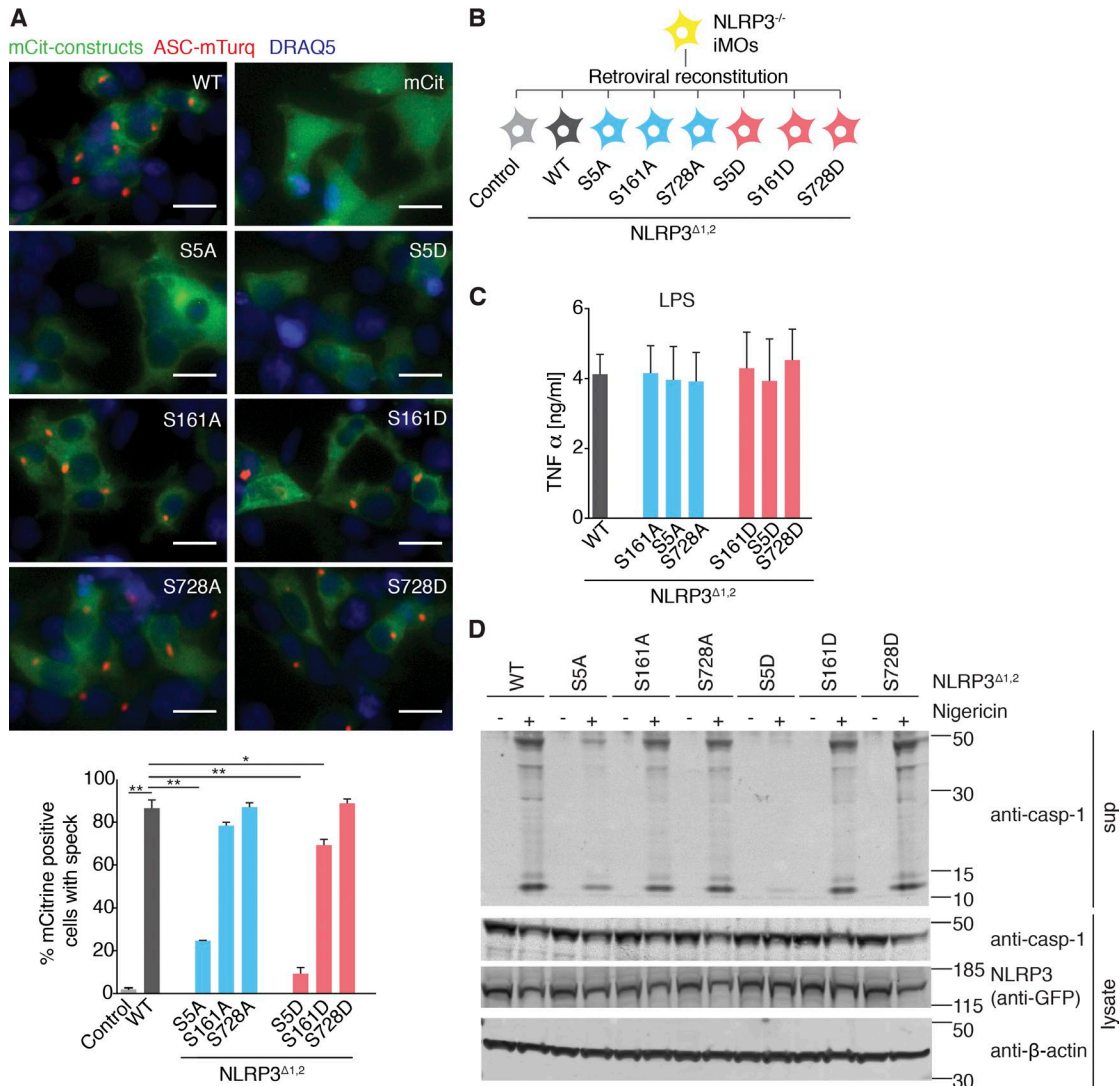 A
mCit-constructs ASC-mTurq DRAQ5
WT
mCit
S5A
S5D
S161A
S161D
S728A
S728D
% mCitrine positive
cells with speck
100
80
60
40
20
0
**
**
**
*
Control
WT
S5A
S161A
S728A
S5D
S161D
S728D
NLRP3Δ1,2
B
NLRP3-/-
iMOs
Retroviral reconstitution
Control
WT
S5A
S161A
S728A
S5D
S161D
S728D
NLRP3Δ1,2
C
LPS
TNF α [ng/ml]
6
4
2
0
WT
S161A
S5A
S728A
S161D
S5D
S728D
NLRP3Δ1,2
D
WT S5A S161A S728A S5D S161D S728D NLRP3Δ1,2
- + - + - + - + - + - + - + Nigericin
50
30
anti-casp-1
15
10
sup
50
anti-casp-1
185
NLRP3
(anti-GFP)
115
50
anti-β-actin
30
lysate